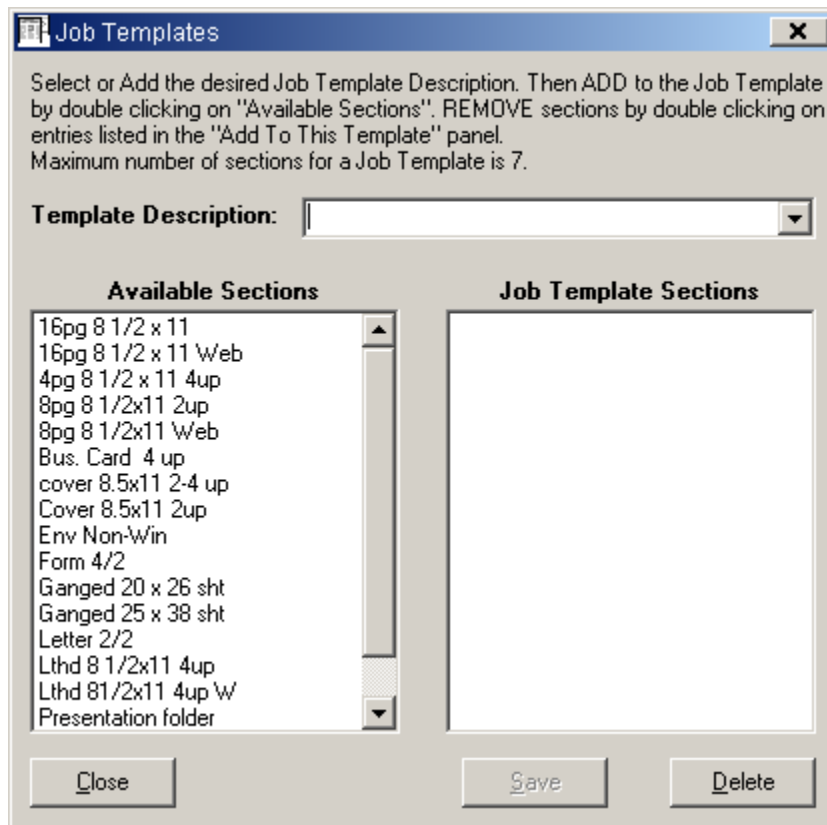 Job Templates
Select or Add the desired Job Template Description. Then ADD to the Job Template
by double clicking on "Available Sections". REMOVE sections by double clicking on
entries listed in the "Add To This Template" panel.
Maximum number of sections for a Job Template is 7.
Template Description:
Available Sections
16pg 8 1/2 x 11
16pg 8 1/2 x 11 Web
4pg 8 1/2 x 11 4up
8pg 8 1/2x11 2up
8pg 8 1/2x11 Web
Bus. Card  4 up
cover 8.5x11 2-4 up
Cover 8.5x11 2up
Env Non-Win
Form 4/2
Ganged 20 x 26 sht
Ganged 25 x 38 sht
Letter 2/2
Lthd 8 1/2x11 4up
Lthd 81/2x11 4up W
Presentation folder
Job Template Sections
Close
Save
Delete